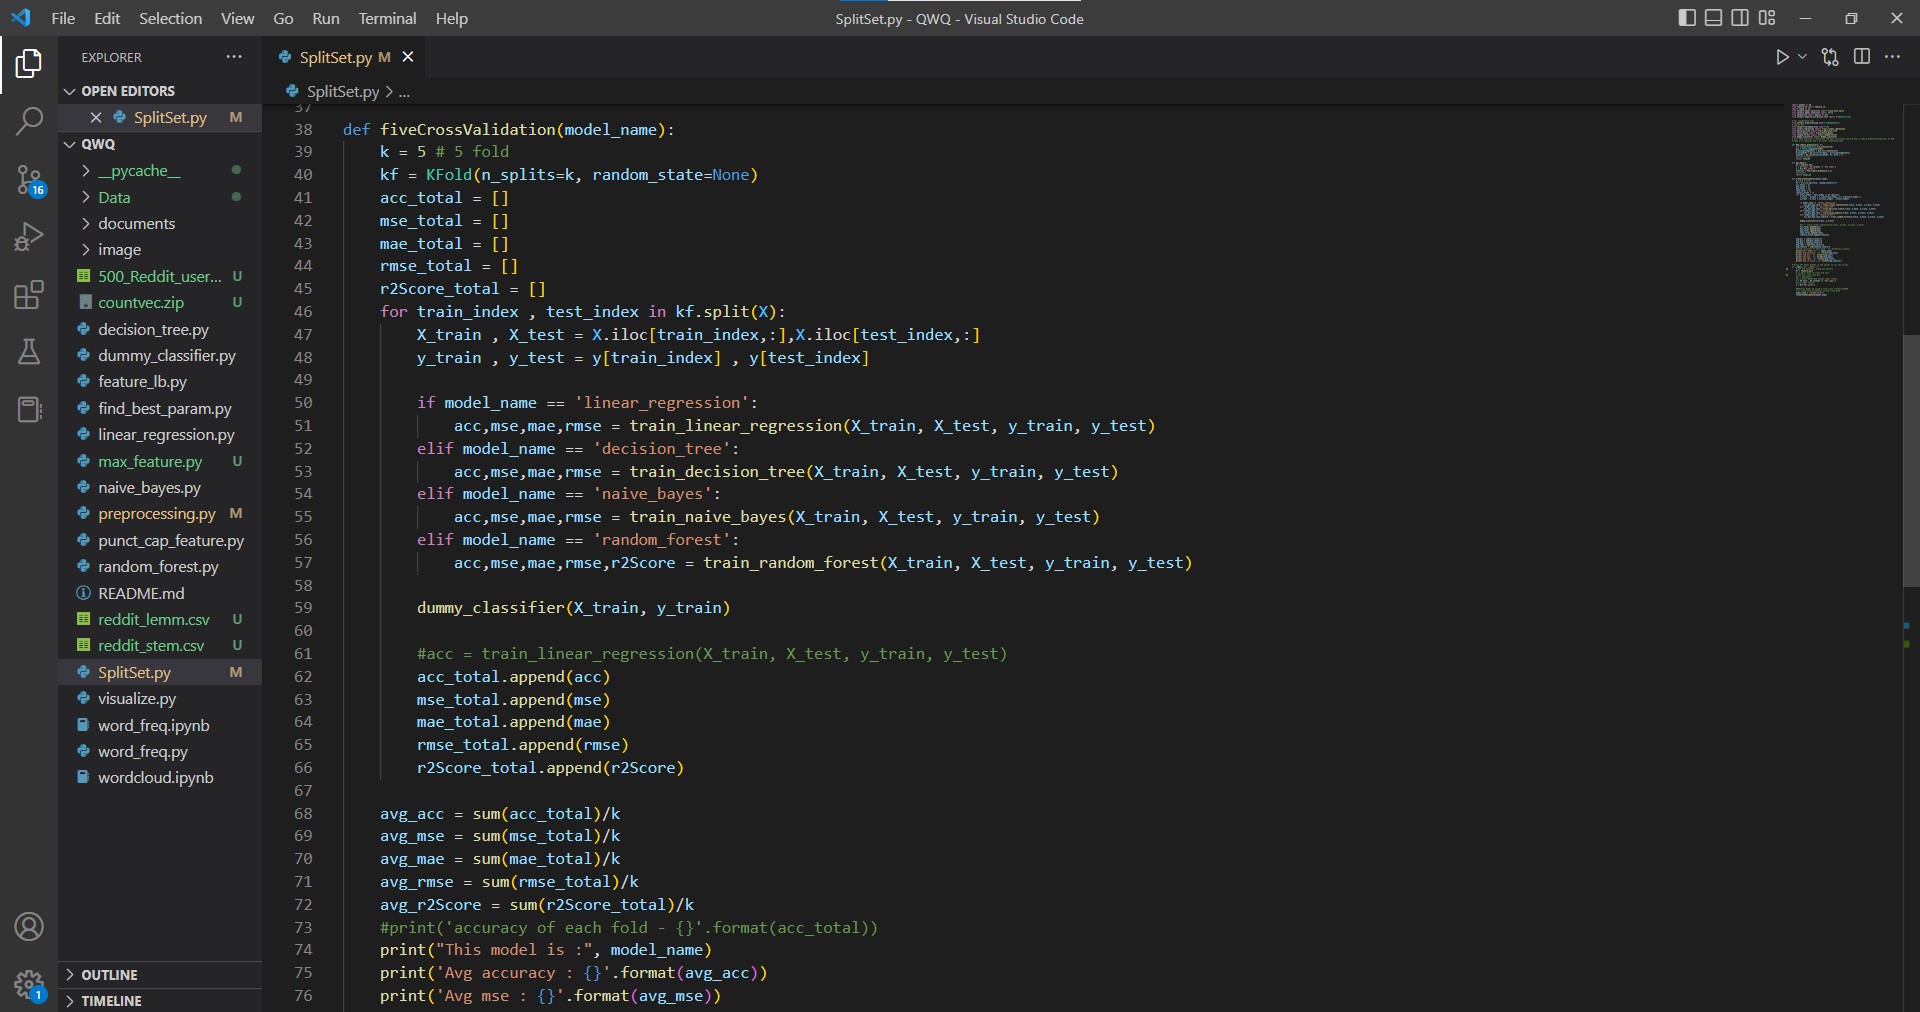 File Edit Selection View Go Run Terminal Help
SplitSet.py - QWQ - Visual Studio Code
EXPLORER
OPEN EDITORS
SplitSet.py M
QWQ
__pycache__
Data
documents
image
500_Reddit_user... U
countvec.zip U
decision_tree.py
dummy_classifier.py
feature_lb.py
find_best_param.py
linear_regression.py
max_feature.py U
naive_bayes.py
preprocessing.py M
punct_cap_feature.py
random_forest.py
README.md
reddit_lemm.csv U
reddit_stem.csv U
SplitSet.py M
visualize.py
word_freq.ipynb
word_freq.py
wordcloud.ipynb
OUTLINE
TIMELINE
16
1
SplitSet.py M
SplitSet.py > ...
37
38 def fiveCrossValidation(model_name):
39 k = 5 # 5 fold
40 kf = KFold(n_splits=k, random_state=None)
41 acc_total = []
42 mse_total = []
43 mae_total = []
44 rmse_total = []
45 r2Score_total = []
46 for train_index , test_index in kf.split(X):
47 X_train , X_test = X.iloc[train_index,:],X.iloc[test_index,:]
48 y_train , y_test = y[train_index] , y[test_index]
49
50 if model_name == 'linear_regression':
51 acc,mse,mae,rmse = train_linear_regression(X_train, X_test, y_train, y_test)
52 elif model_name == 'decision_tree':
53 acc,mse,mae,rmse = train_decision_tree(X_train, X_test, y_train, y_test)
54 elif model_name == 'naive_bayes':
55 acc,mse,mae,rmse = train_naive_bayes(X_train, X_test, y_train, y_test)
56 elif model_name == 'random_forest':
57 acc,mse,mae,rmse,r2Score = train_random_forest(X_train, X_test, y_train, y_test)
58
59 dummy_classifier(X_train, y_train)
60
61 #acc = train_linear_regression(X_train, X_test, y_train, y_test)
62 acc_total.append(acc)
63 mse_total.append(mse)
64 mae_total.append(mae)
65 rmse_total.append(rmse)
66 r2Score_total.append(r2Score)
67
68 avg_acc = sum(acc_total)/k
69 avg_mse = sum(mse_total)/k
70 avg_mae = sum(mae_total)/k
71 avg_rmse = sum(rmse_total)/k
72 avg_r2Score = sum(r2Score_total)/k
73 #print('accuracy of each fold - {}'.format(acc_total))
74 print("This model is :", model_name)
75 print('Avg accuracy : {}'.format(avg_acc))
76 print('Avg mse : {}'.format(avg_mse))